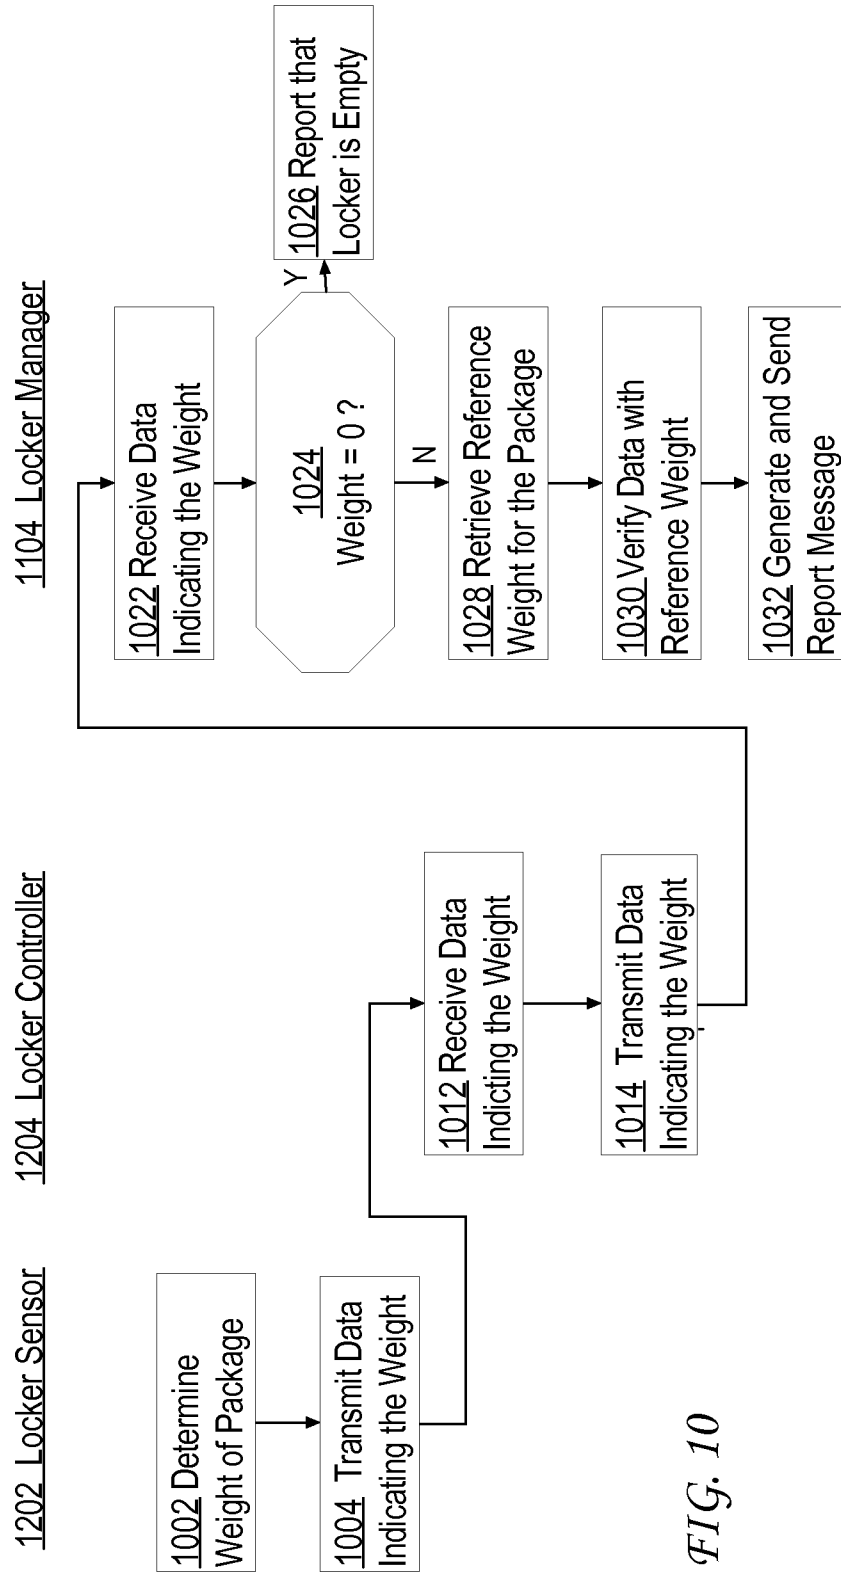 1202 Locker Sensor
1002 Determine
Weight of Package
1004 Transmit Data
Indicating the Weight
1204 Locker Controller
1012 Receive Data
Indicting the Weight
1014 Transmit Data
Indicating the Weight
1104 Locker Manager
1022 Receive Data
Indicating the Weight
1024
Weight = 0 ?
Y
1026 Report that
Locker is Empty
N
1028 Retrieve Reference
Weight for the Package
1030 Verify Data with
Reference Weight
1032 Generate and Send
Report Message
FIG. 10